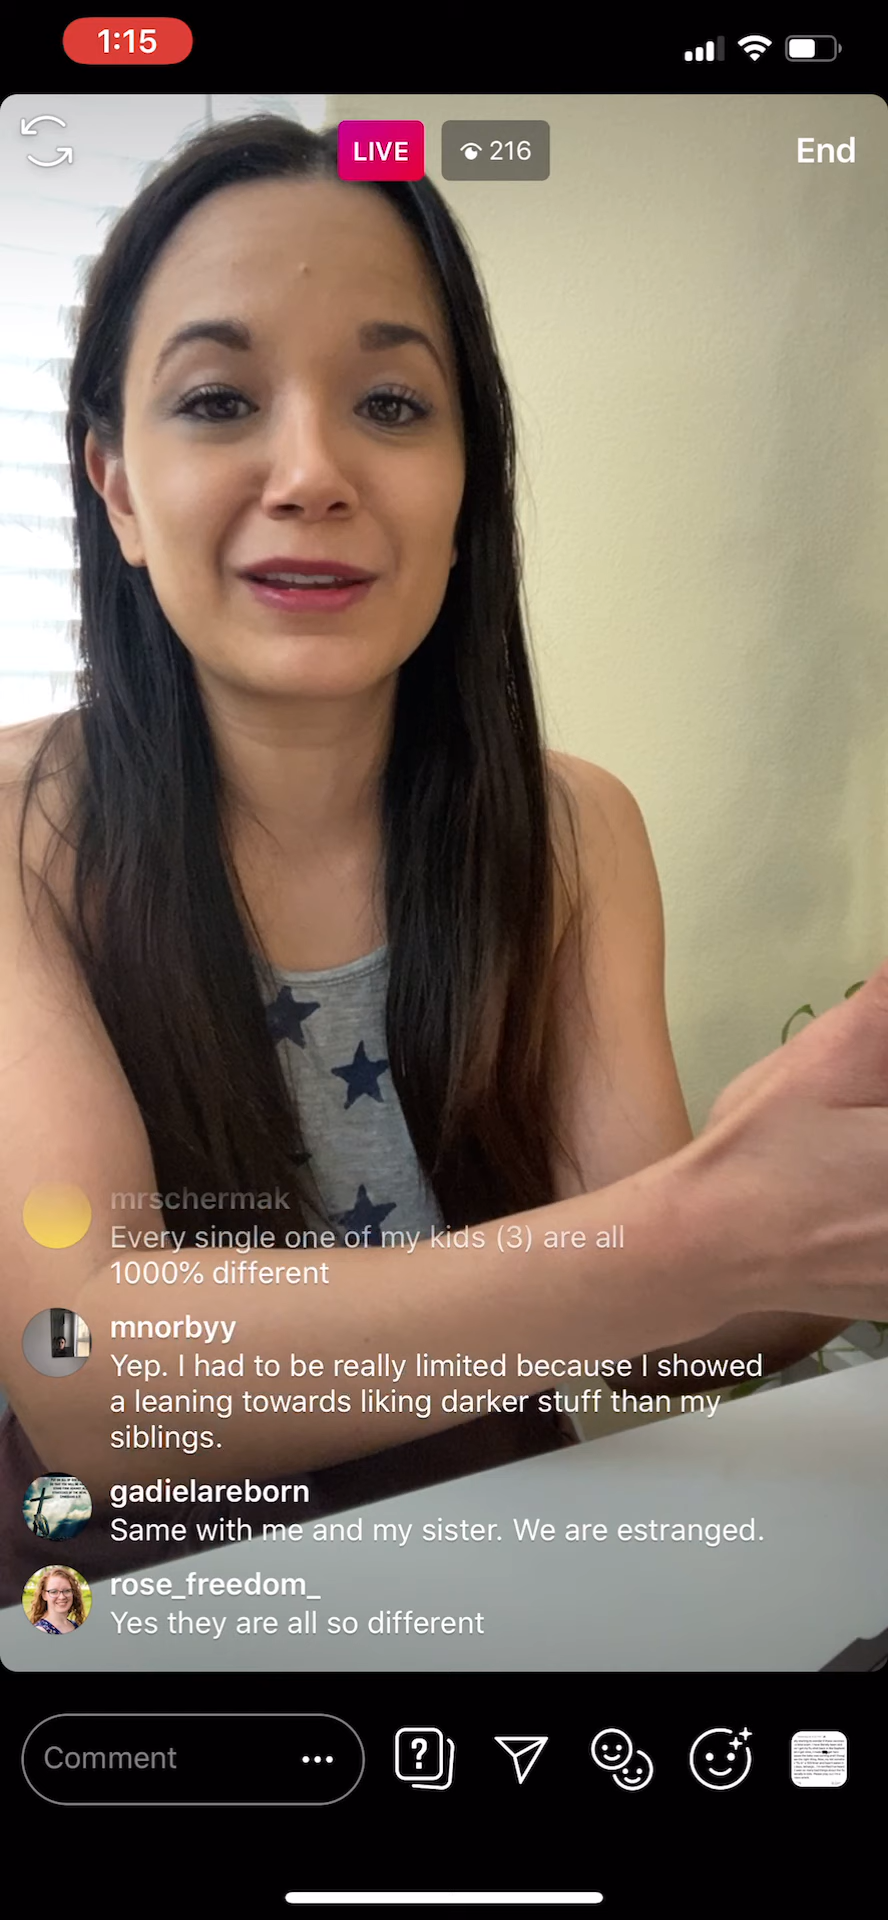 1:15
LIVE
216
End
mrschermak
Every single one of my kids (3) are all
1000% different
mnorbyy
Yep. I had to be really limited because I showed
a leaning towards liking darker stuff than my
siblings.
gadielareborn
Same with me and my sister. We are estranged.
rose_freedom_
Yes they are all so different
Comment
?